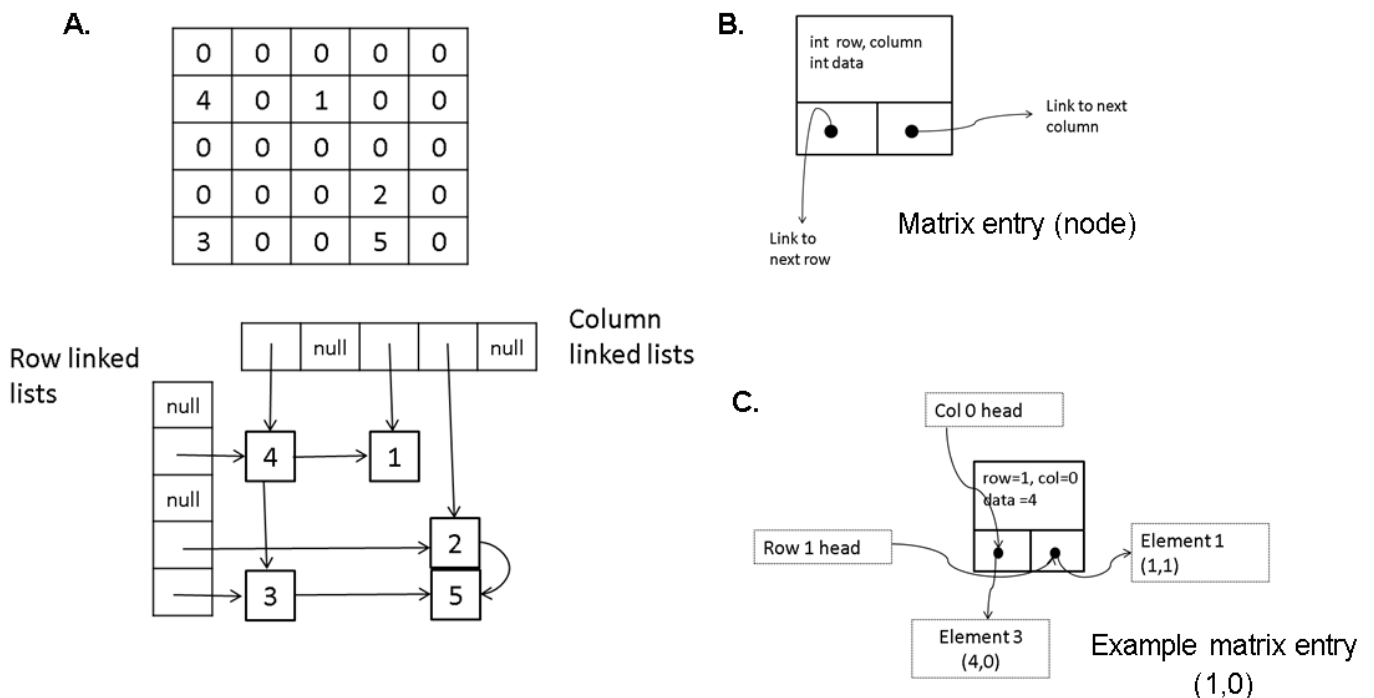 A.
0 0 0 0 0
4 0 1 0 0
0 0 0 0 0
0 0 0 2 0
3 0 0 5 0
Column
linked lists
null null
Row linked
lists
null
4 1
null
2
3 5
B.
int row, column
int data
Link to next
column
Link to
next row
Matrix entry (node)
C.
Col 0 head
row=1, col=0
data =4
Row 1 head
Element 1
(1,1)
Element 3
(4,0)
Example matrix entry
(1,0)